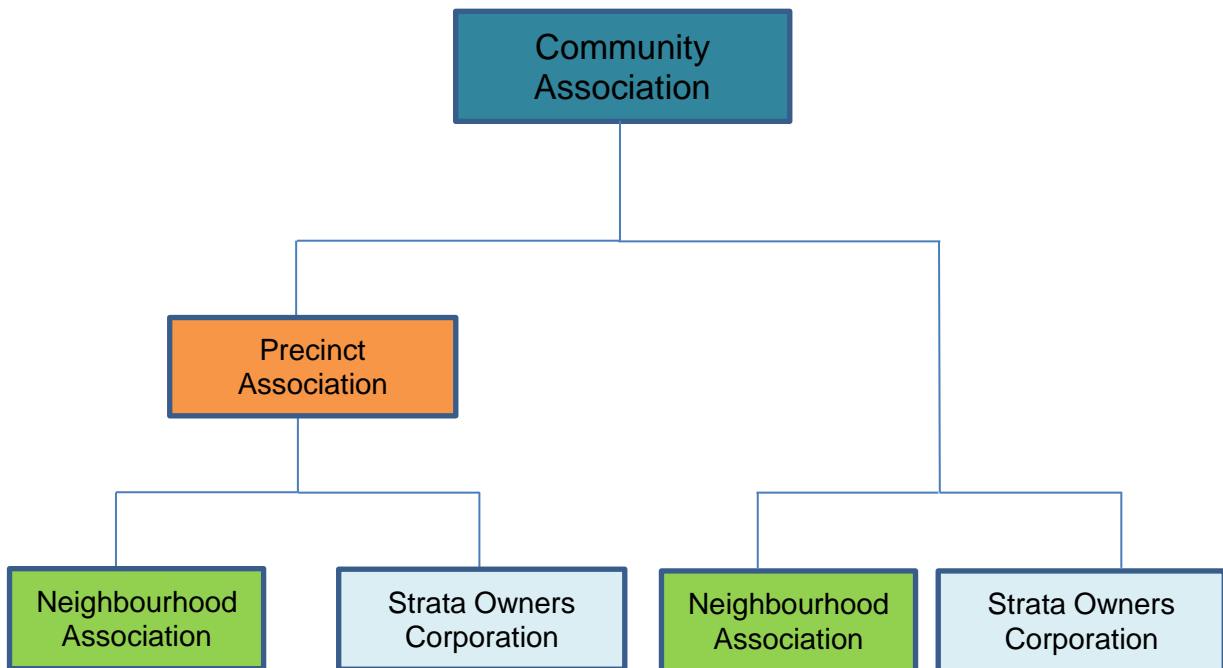 Community
Association
Precinct
Association
Neighbourhood
Association
Strata Owners
Corporation
Neighbourhood
Association
Strata Owners
Corporation